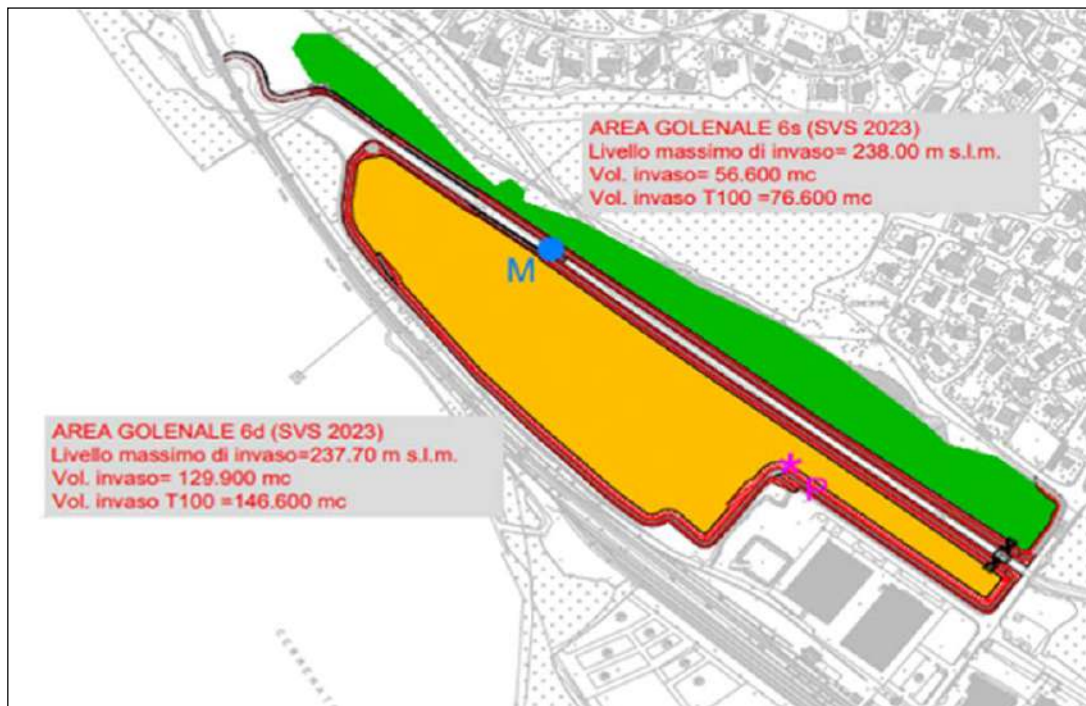 AREA GOLENALE 6s (SVS 2023)
Livello massimo di invaso= 238.00 m s.l.m.
Vol. invaso= 56.600 mc
Vol. invaso T100 =76.600 mc
M
AREA GOLENALE 6d (SVS 2023)
Livello massimo di invaso=237.70 m s.l.m.
Vol. invaso= 129.900 mc
Vol. invaso T100 =146.600 mc
* P